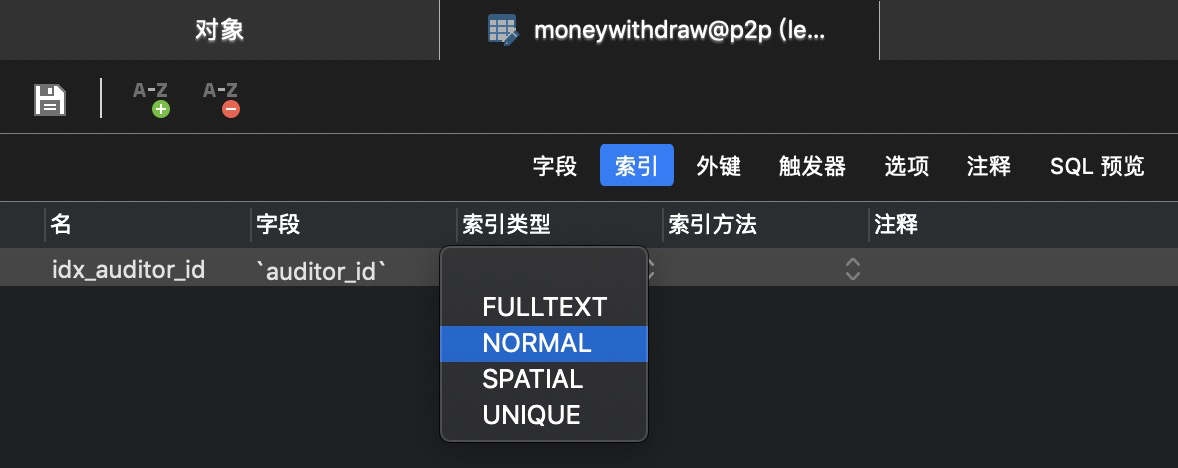 对象
moneywithdraw@p2p (le...
A-Z
A-Z
字段 索引 外键 触发器 选项 注释 SQL 预览
名 字段 索引类型 索引方法 注释
idx_auditor_id `auditor_id`
FULLTEXT
NORMAL
SPATIAL
UNIQUE